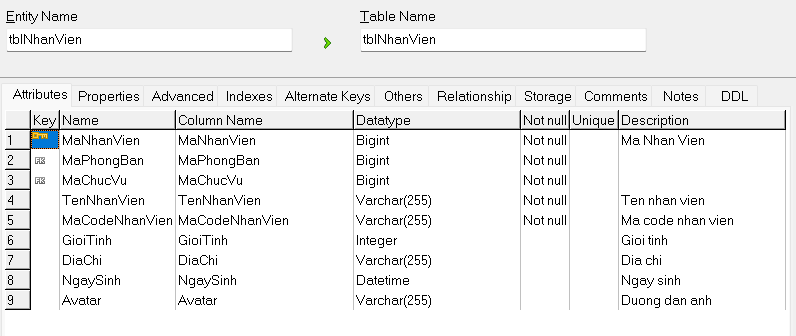 Entity Name Table Name
tblNhanVien tblNhanVien
Attributes Properties Advanced Indexes Alternate Keys Others Relationship Storage Comments Notes DDL
Key Name Column Name Datatype Not null Unique Description
1 MaNhanVien MaNhanVien Bigint Not null Ma Nhan Vien
2 FK MaPhongBan MaPhongBan Bigint Not null
3 FK MaChucVu MaChucVu Bigint Not null
4 TenNhanVien TenNhanVien Varchar(255) Not null Ten nhan vien
5 MaCodeNhanVien MaCodeNhanVien Varchar(255) Not null Ma code nhan vien
6 GioiTinh GioiTinh Integer Gioi tinh
7 DiaChi DiaChi Varchar(255) Dia chi
8 NgaySinh NgaySinh Datetime Ngay sinh
9 Avatar Avatar Varchar(255) Duong dan anh